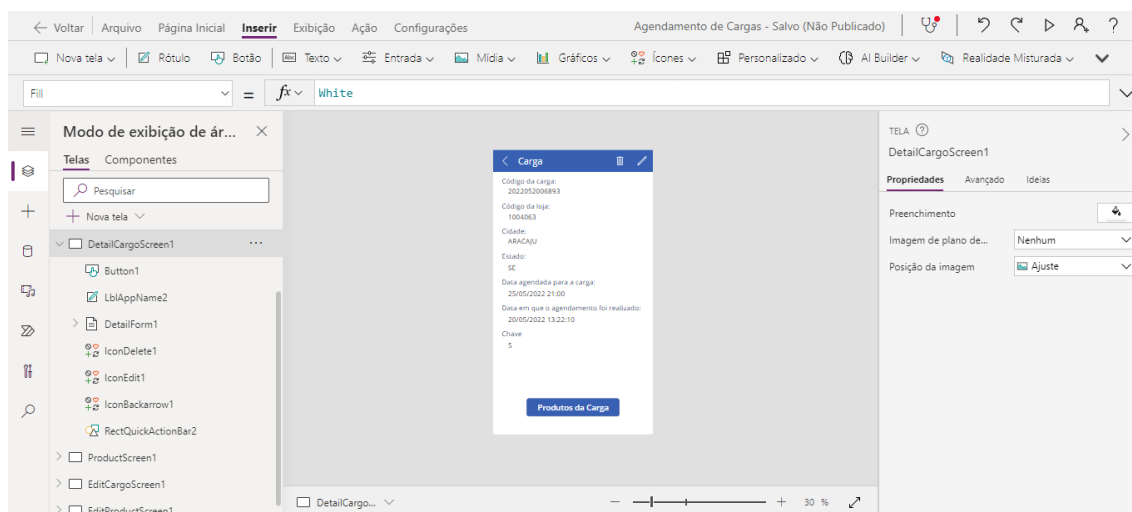 Voltar Arquivo Página Inicial Inserir Exibição Ação Configurações Agendamento de Cargas - Salvo (Não Publicado)
Nova tela Rótulo Botão Abc Texto Entrada Mídia Gráficos Ícones Personalizado AI Builder Realidade Misturada
Fill = fx White
Modo de exibição de ár...
Telas Componentes
Pesquisar
Nova tela
DetailCargoScreen1 ...
Button1
LblAppName2
DetailForm1
IconDelete1
IconEdit1
IconBackarrow1
RectQuickActionBar2
ProductScreen1
EditCargoScreen1
EditProductScreen1
Carga
Código da carga:
2022052006893
Código da loja:
1004063
Cidade:
ARACAJU
Estado:
SE
Data agendada para a carga:
25/05/2022 21:00
Data em que o agendamento foi realizado:
20/05/2022 13:22:10
Chave
5
Produtos da Carga
DetailCargo... 30 %
TELA
DetailCargoScreen1
Propriedades Avançado Ideias
Preenchimento
Imagem de plano de... Nenhum
Posição da imagem Ajuste